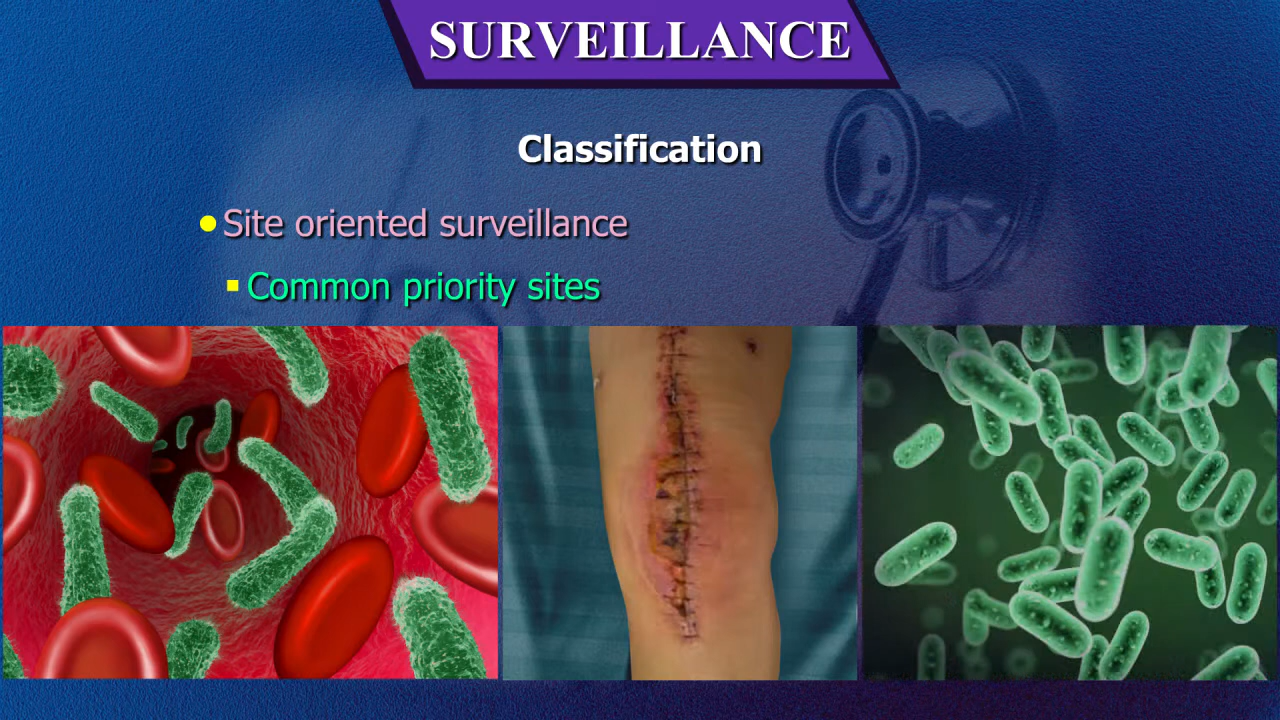 SURVEILLANCE
Classification
Site oriented surveillance
Common priority sites